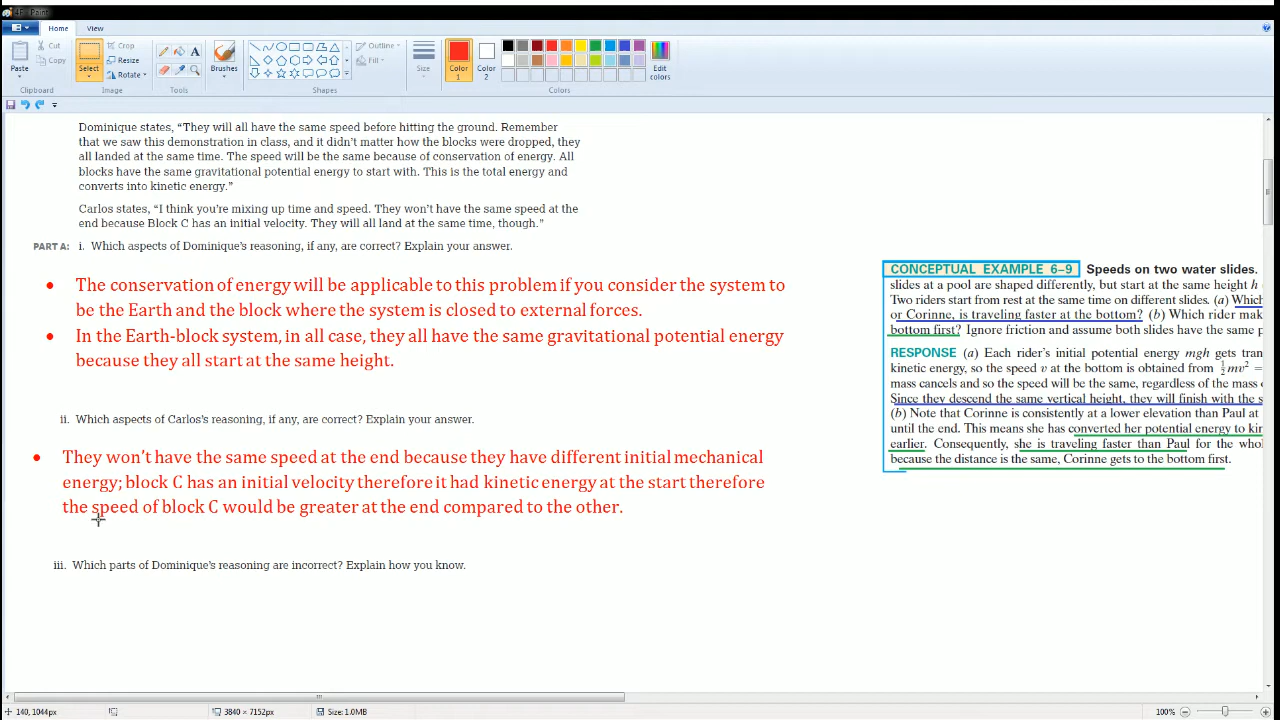 4F - Paint
Home View
Paste
Cut
Copy
Clipboard
Select
Crop
Resize
Rotate
Image
A
Tools
Brushes
Outline
Fill
Shapes
Size
Color
1
Color
2
Edit
colors
Colors
Dominique states, “They will all have the same speed before hitting the ground. Remember
that we saw this demonstration in class, and it didn’t matter how the blocks were dropped, they
all landed at the same time. The speed will be the same because of conservation of energy. All
blocks have the same gravitational potential energy to start with. This is the total energy and
converts into kinetic energy.”
Carlos states, “I think you’re mixing up time and speed. They won’t have the same speed at the
end because Block C has an initial velocity. They will all land at the same time, though.”
PART A: i. Which aspects of Dominique’s reasoning, if any, are correct? Explain your answer.
• The conservation of energy will be applicable to this problem if you consider the system to
be the Earth and the block where the system is closed to external forces.
• In the Earth-block system, in all case, they all have the same gravitational potential energy
because they all start at the same height.
ii. Which aspects of Carlos’s reasoning, if any, are correct? Explain your answer.
• They won’t have the same speed at the end because they have different initial mechanical
energy; block C has an initial velocity therefore it had kinetic energy at the start therefore
the speed of block C would be greater at the end compared to the other.
iii. Which parts of Dominique’s reasoning are incorrect? Explain how you know.
CONCEPTUAL EXAMPLE 6–9 Speeds on two water slides.
slides at a pool are shaped differently, but start at the same height h
Two riders start from rest at the same time on different slides. (a) Which
or Corinne, is traveling faster at the bottom? (b) Which rider mak
bottom first? Ignore friction and assume both slides have the same p
RESPONSE (a) Each rider’s initial potential energy mgh gets tran
kinetic energy, so the speed v at the bottom is obtained from ½mv² =
mass cancels and so the speed will be the same, regardless of the mass o
Since they descend the same vertical height, they will finish with the s
(b) Note that Corinne is consistently at a lower elevation than Paul at
until the end. This means she has converted her potential energy to kin
earlier. Consequently, she is traveling faster than Paul for the whol
because the distance is the same, Corinne gets to the bottom first.
140, 1044px
3840 × 7152px
Size: 1.0MB
100%